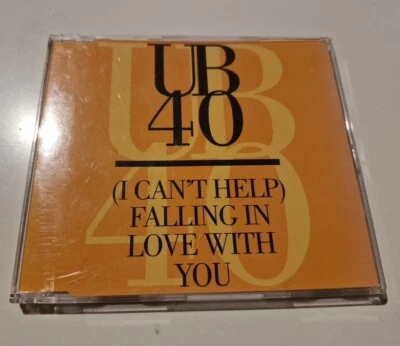 UB
40
(I CAN'T HELP)
FALLING IN
LOVE WITH
YOU